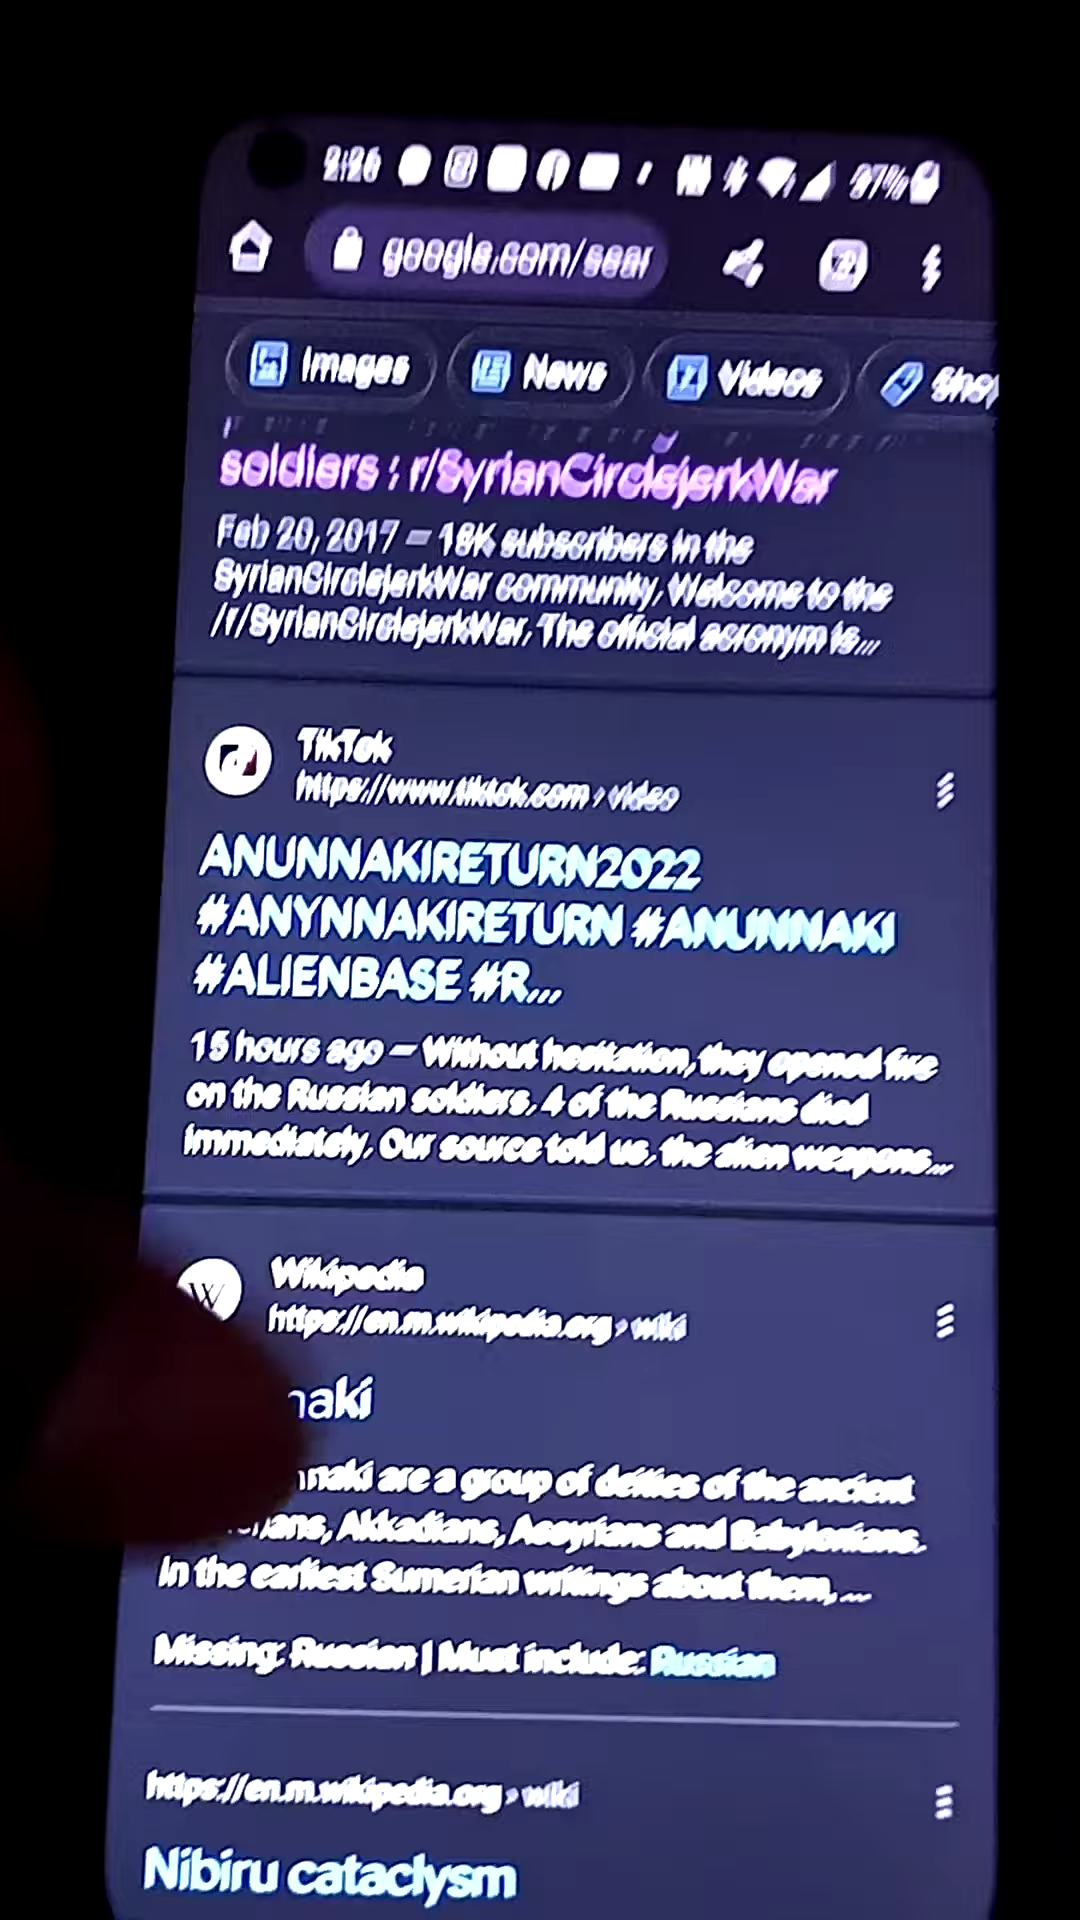 2:26
97%
google.com/sear
Images
News
Videos
Shop
soldiers : r/SyrianCirclejerkWar
Feb 20, 2017 — 18K subscribers in the
SyrianCirclejerkWar community. Welcome to the
/r/SyrianCirclejerkWar. The official acronym is...
TikTok
https://www.tiktok.com › video
ANUNNAKIRETURN2022
#ANYNNAKIRETURN #ANUNNAKI
#ALIENBASE #R...
15 hours ago — Without hesitation, they opened fire
on the Russian soldiers. 4 of the Russians died
immediately. Our source told us, the alien weapons...
W
Wikipedia
https://en.m.wikipedia.org › wiki
naki
nnaki are a group of deities of the ancient
rians, Akkadians, Assyrians and Babylonians.
In the earliest Sumerian writings about them, ...
Missing: Russian | Must include: Russian
https://en.m.wikipedia.org › wiki
Nibiru cataclysm